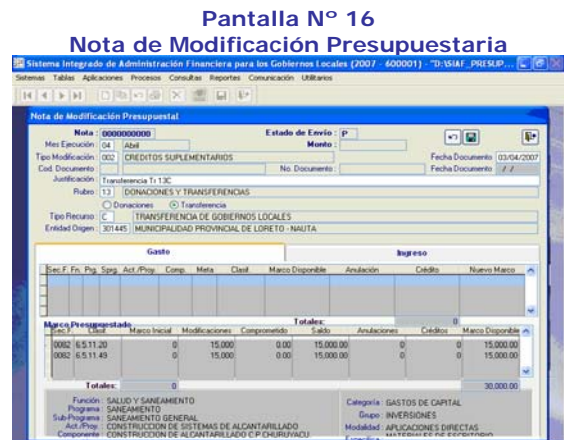 Pantalla Nº 16
Nota de Modificación Presupuestaria
Sistema Integrado de Administración Financiera para los Gobiernos Locales (2007 - 600001) - "D:\SIAF_PRESUP...
Sistemas Tablas Aplicaciones Procesos Consultas Reportes Comunicación Utilitarios
Nota de Modificación Presupuestal
Nota : 0000000000 Estado de Envio : P
Mes Ejecución : 04 Abril Monto :
Tipo Modificación : 002 CREDITOS SUPLEMENTARIOS Fecha Documento 03/04/2007
Cod. Documento : No. Documento : Fecha Documento / /
Justificación : Transferencia Tr 13C
Rubro : 13 DONACIONES Y TRANSFERENCIAS
Donaciones Transferencia
Tipo Recurso : C TRANSFERENCIA DE GOBIERNOS LOCALES
Entidad Origen : 301445 MUNICIPALIDAD PROVINCIAL DE LORETO - NAUTA
Gasto Ingreso
Sec.F. Fn. Prg. Sprg. Act./Proy. Comp. Meta Clasif. Marco Disponible Anulación Crédito Nuevo Marco
Totales: 0
Marco Presupuestado
Sec.F. Clasif. Marco Inicial Modificaciones Comprometido Saldo Anulaciones Créditos Marco Disponible
0082 6.5.11.20 0 15,000 0.00 15,000.00 0 0 15,000.00
0082 6.5.11.49 0 15,000 0.00 15,000.00 0 0 15,000.00
Totales: 0 30,000.00
Función : SALUD Y SANEAMIENTO Categoría : GASTOS DE CAPITAL
Programa : SANEAMIENTO
Sub-Programa : SANEAMIENTO GENERAL Grupo : INVERSIONES
Act./Proy. : CONSTRUCCION DE SISTEMAS DE ALCANTARILLADO Modalidad : APLICACIONES DIRECTAS
Componente : CONSTRUCCION DE ALCANTARILLADO C.P CHURUYACU Específica MATERIALES DE ESCRITORIO